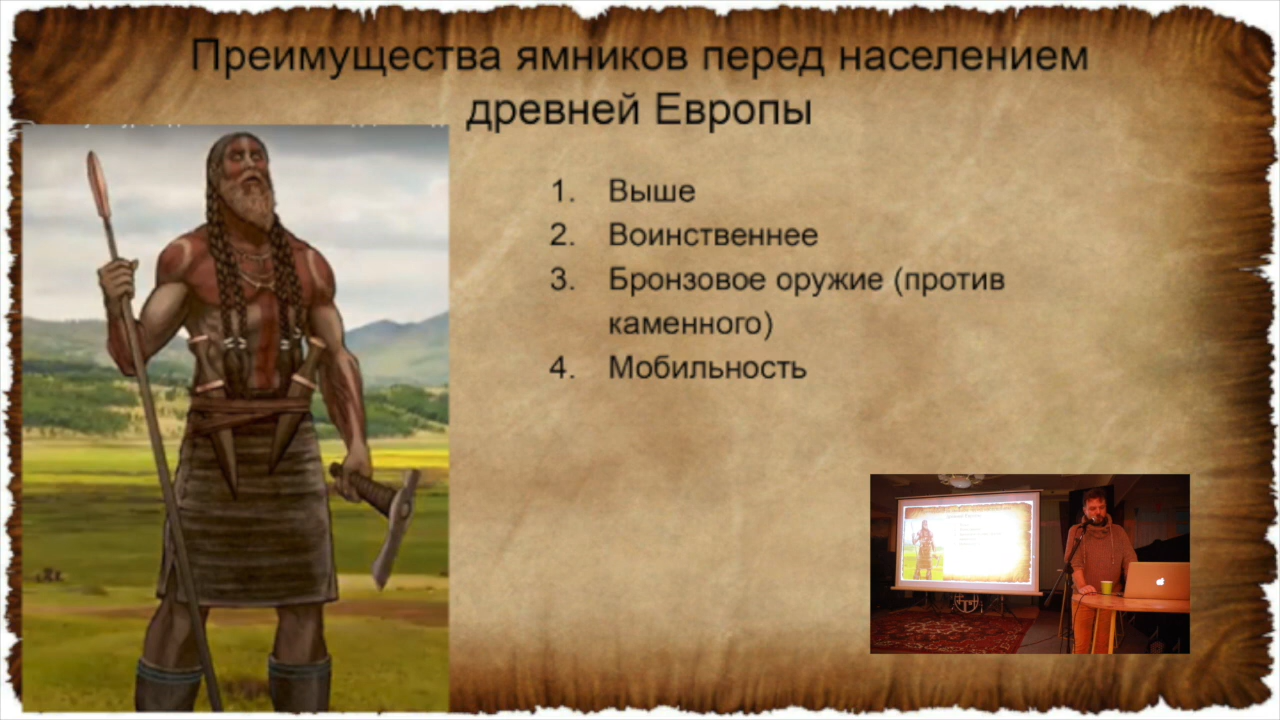 Преимущества ямников перед населением
древней Европы
1. Выше
2. Воинственнее
3. Бронзовое оружие (против
каменного)
4. Мобильность